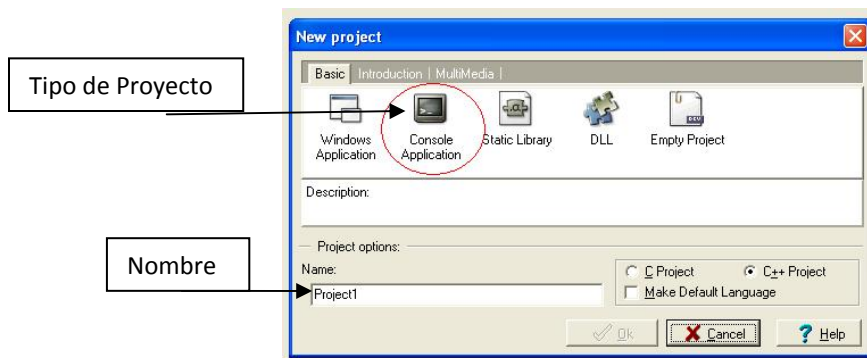 New project
Basic Introduction MultiMedia
Tipo de Proyecto
Windows Application
Console Application
Static Library
DLL
Empty Project
Description:
Project options:
Nombre
Name:
Project1
C Project
C++ Project
Make Default Language
Ok
Cancel
? Help